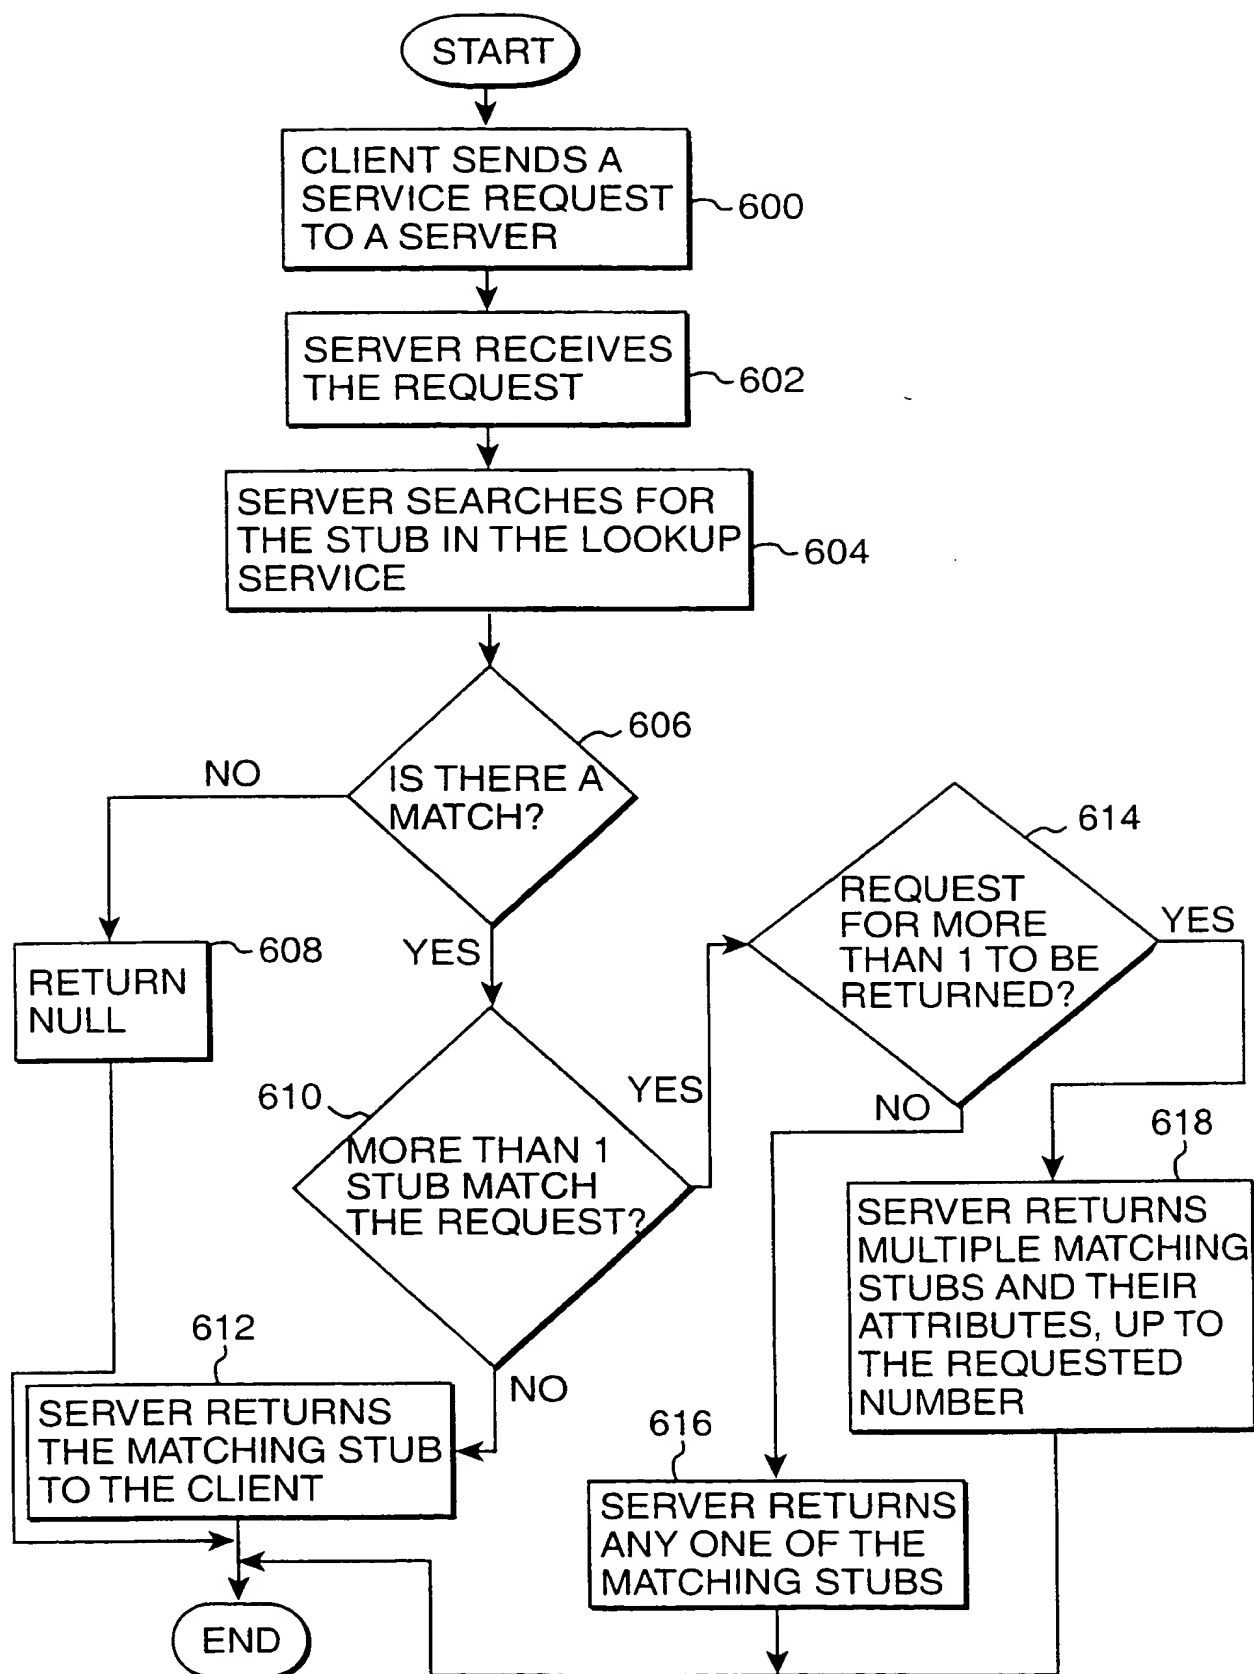 START
CLIENT SENDS A
SERVICE REQUEST
TO A SERVER
600
SERVER RECEIVES
THE REQUEST
602
SERVER SEARCHES FOR
THE STUB IN THE LOOKUP
SERVICE
604
606
IS THERE A
MATCH?
NO
YES
608
RETURN
NULL
610
MORE THAN 1
STUB MATCH
THE REQUEST?
YES
NO
612
SERVER RETURNS
THE MATCHING STUB
TO THE CLIENT
614
REQUEST
FOR MORE
THAN 1 TO BE
RETURNED?
YES
NO
616
SERVER RETURNS
ANY ONE OF THE
MATCHING STUBS
618
SERVER RETURNS
MULTIPLE MATCHING
STUBS AND THEIR
ATTRIBUTES, UP TO
THE REQUESTED
NUMBER
END